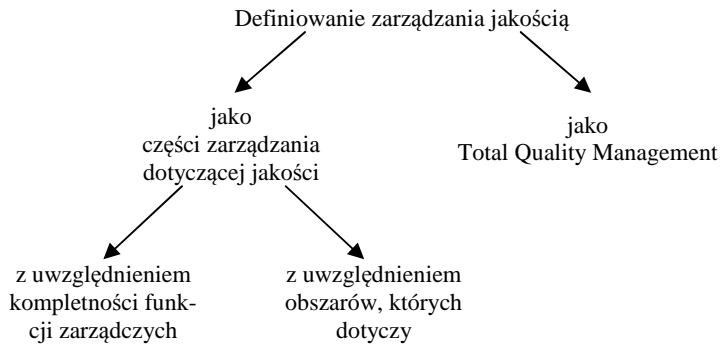 Definiowanie zarządzania jakością
jako
części zarządzania
dotyczącej jakości
jako
Total Quality Management
z uwzględnieniem
kompletności funk-
cji zarządczych
z uwzględnieniem
obszarów, których
dotyczy